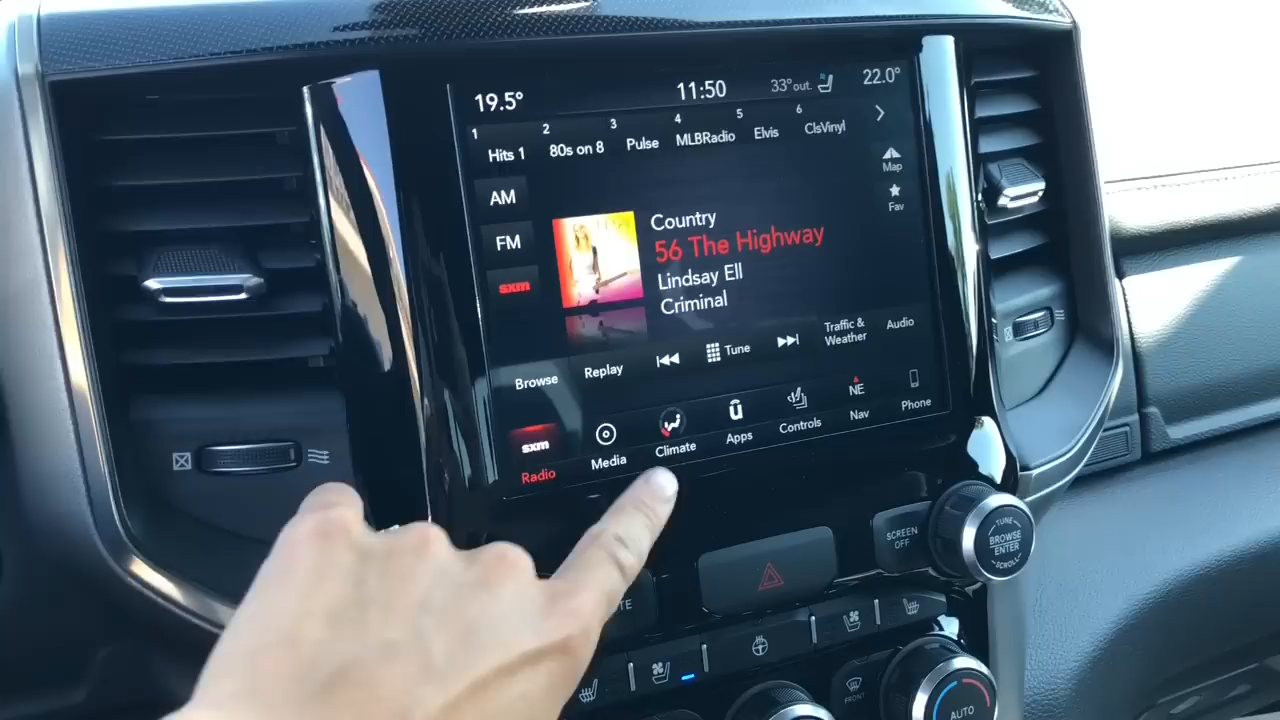 19.5° 11:50 33°out. 22.0°
1 2 3 4 5 6
Hits 1 80s on 8 Pulse MLBRadio Elvis ClsVinyl
Map
AM
Fav
Country
FM
56 The Highway
sxm
Lindsay Ell
Criminal
Browse Replay Tune Traffic & Weather Audio
sxm
NE
Radio Media Climate Apps Controls Nav Phone
SCREEN OFF
TUNE
BROWSE
ENTER
SCROLL
TE
FRONT
AUTO